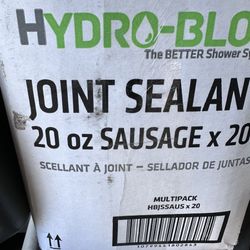 HYDRO-BLO
The BETTER Shower Sy
JOINT SEALAN
20 oz SAUSAGE x 20
SCELLANT À JOINT – SELLADOR DE JUNTAS
MULTIPACK
HBJSSAUS x 20